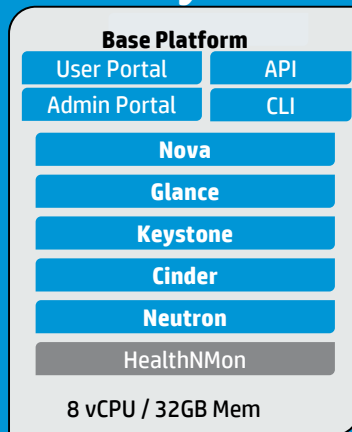 Base Platform
User Portal API
Admin Portal CLI
Nova
Glance
Keystone
Cinder
Neutron
HealthNMon
8 vCPU / 32GB Mem